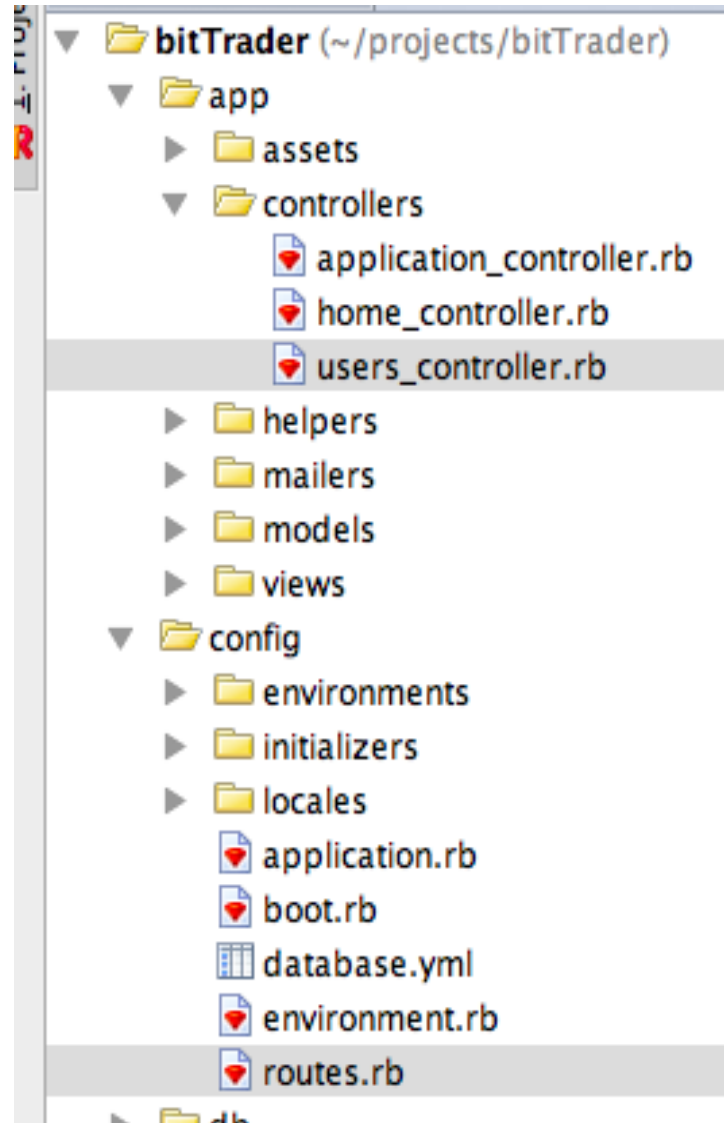 bitTrader (~/projects/bitTrader)
app
assets
controllers
application_controller.rb
home_controller.rb
users_controller.rb
helpers
mailers
models
views
config
environments
initializers
locales
application.rb
boot.rb
database.yml
environment.rb
routes.rb